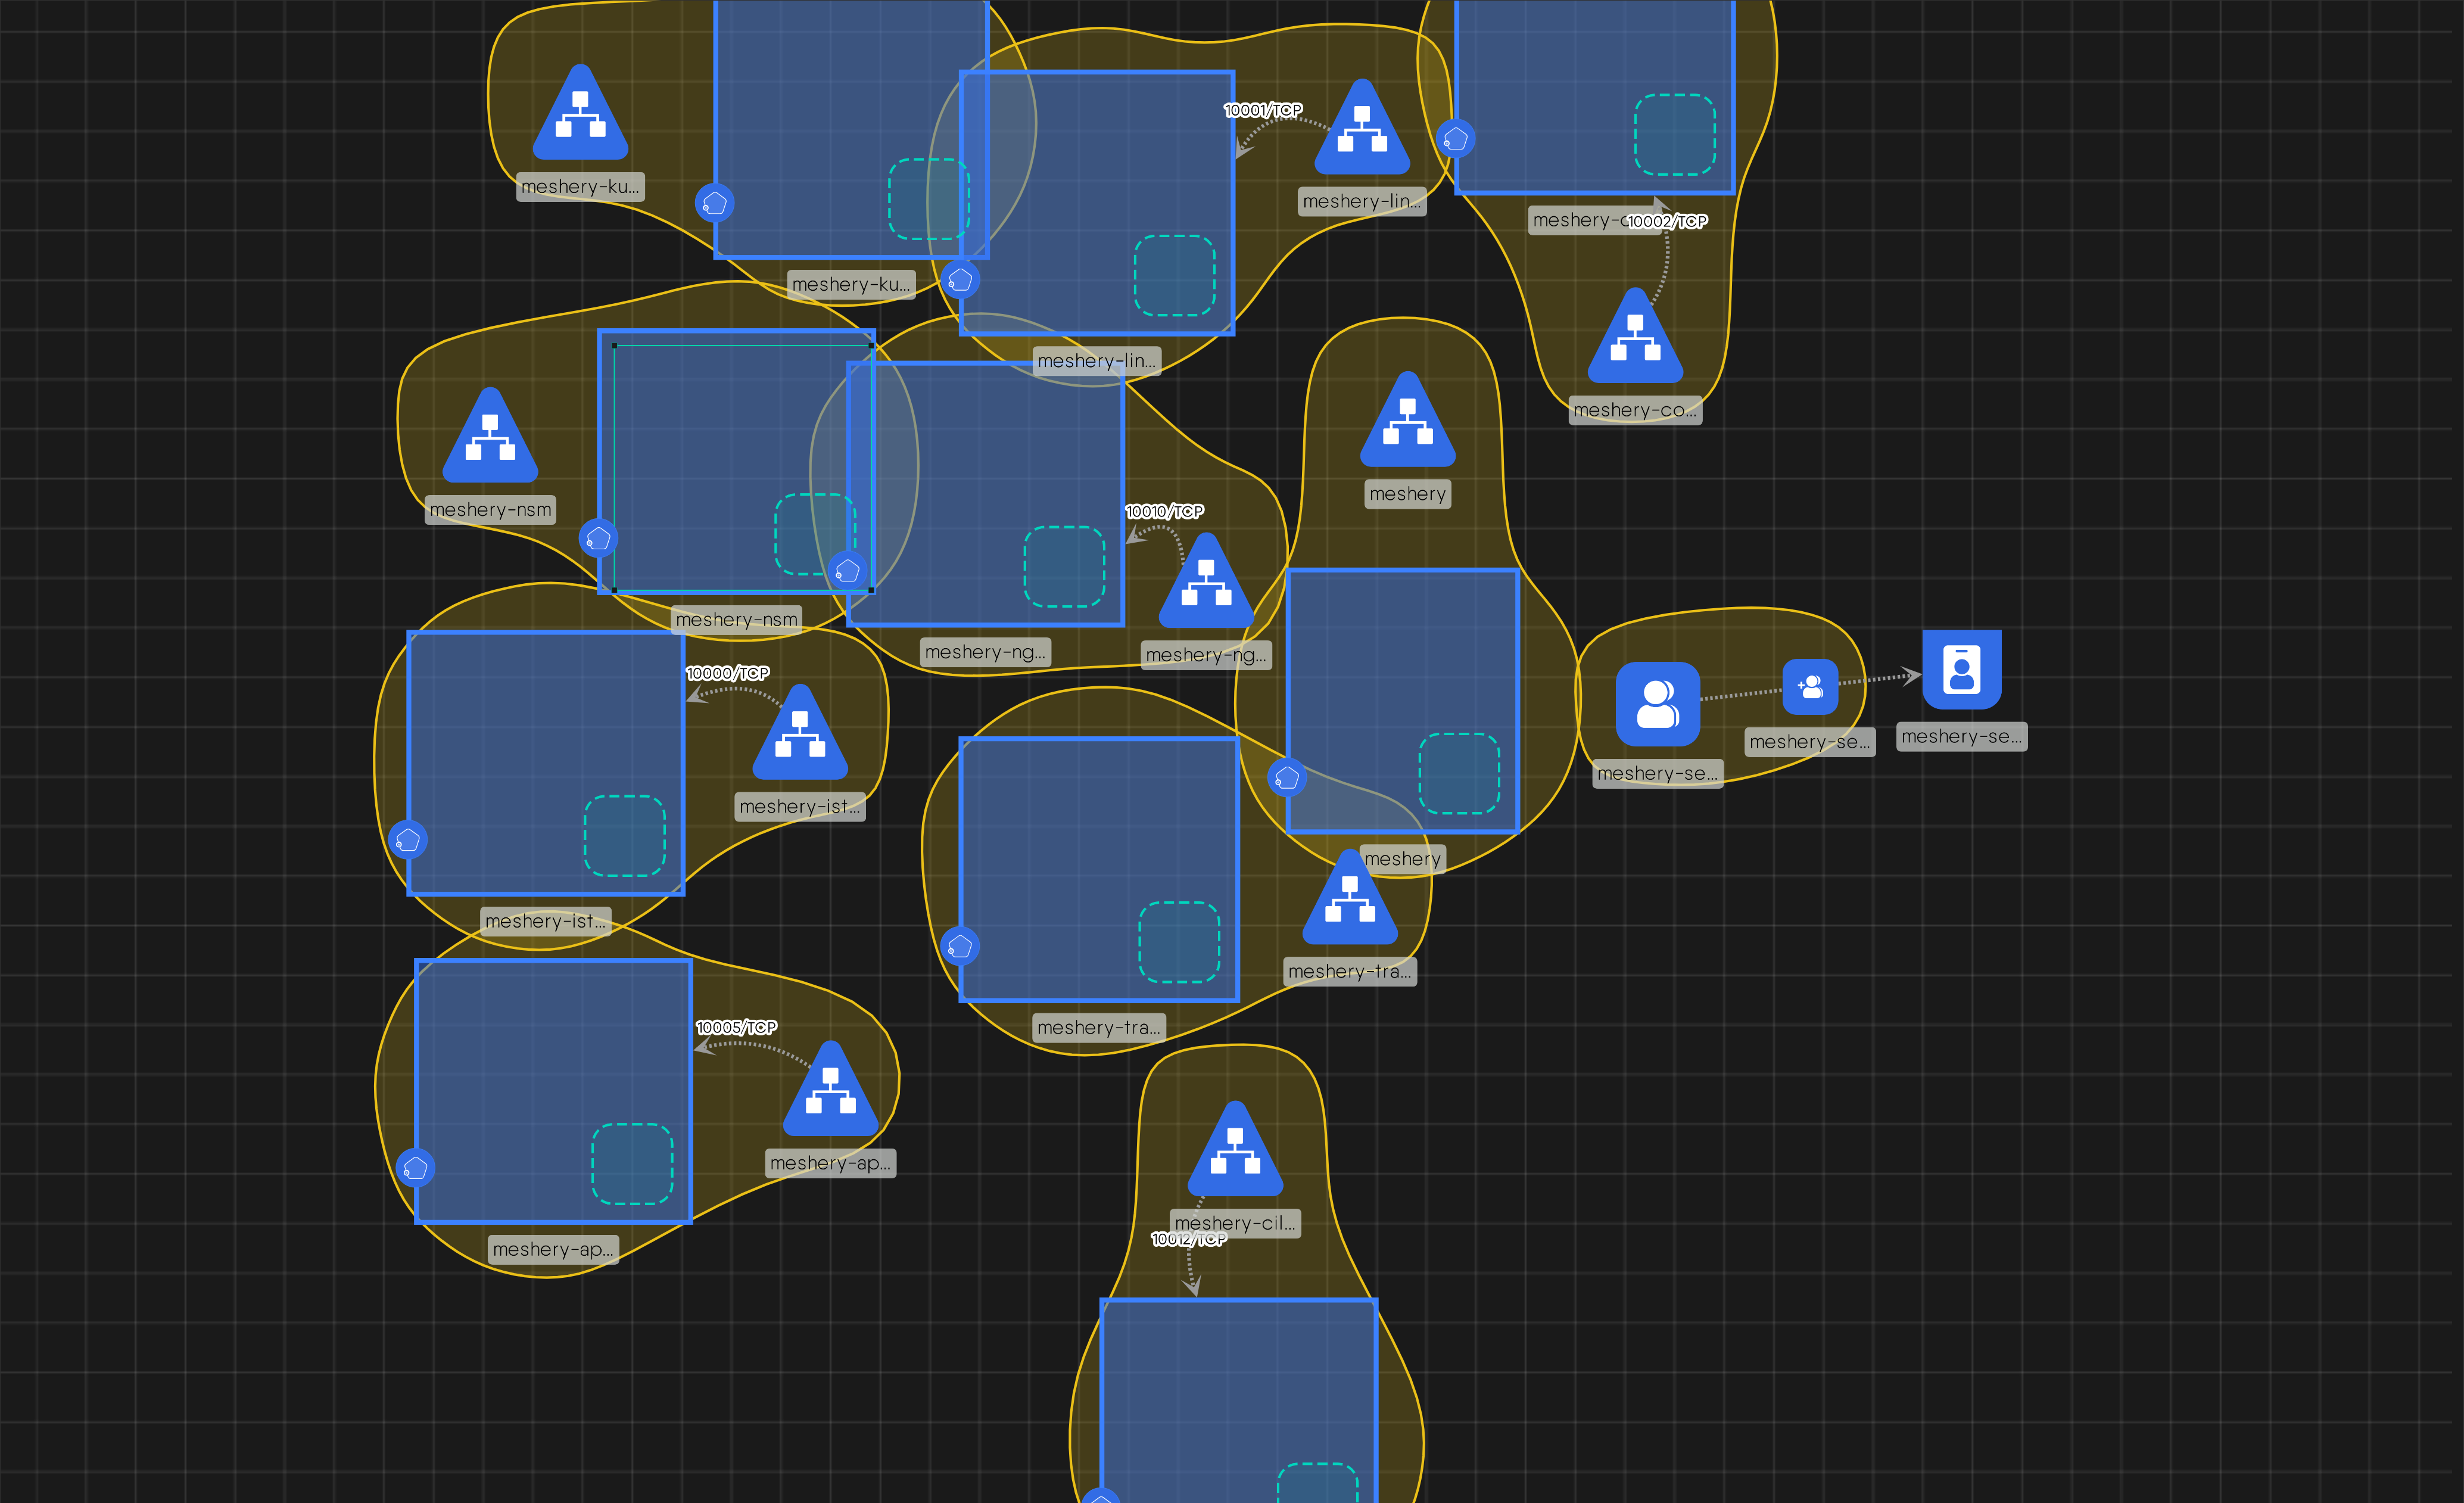 10001/TCP
meshery-ku...
meshery-lin...
10002/TCP
meshery-ku...
meshery-lin...
meshery-co...
meshery
meshery-nsm
10010/TCP
meshery-nsm
meshery-ng...
meshery-ng...
10000/TCP
meshery-se...
meshery-se...
meshery-se...
meshery-ist...
meshery
meshery-ist...
meshery-tra...
meshery-tra...
10005/TCP
meshery-ap...
meshery-cil...
10012/TCP
meshery-ap...